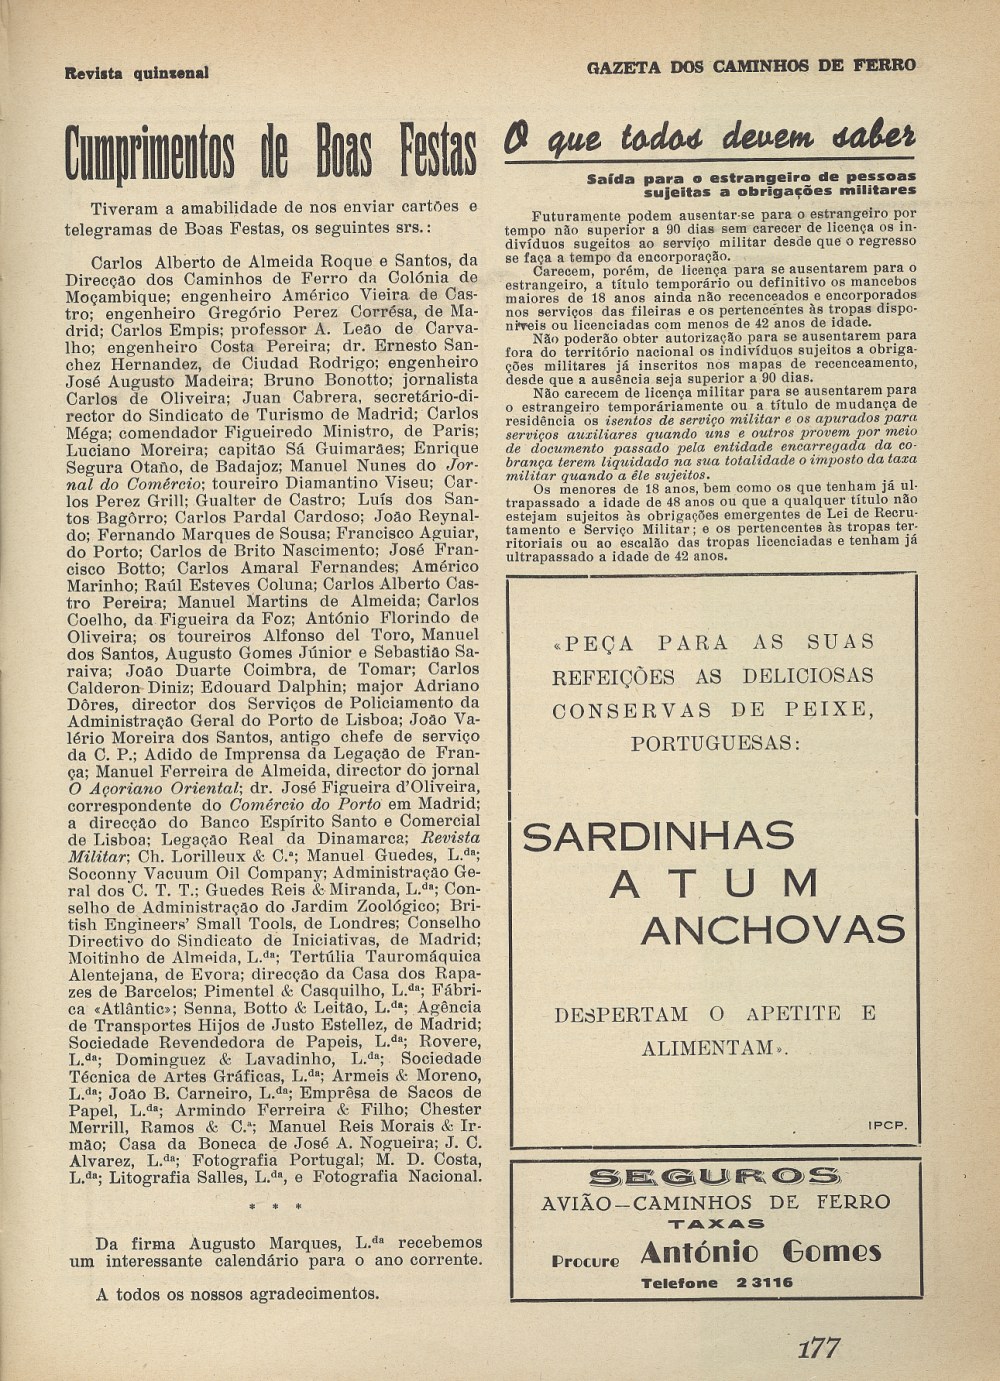 Revista quinzenal
GAZETA DOS CAMINHOS DE FERRO
Cumprimentos de Boas Festas
Tiveram a amabilidade de nos enviar cartões e
telegramas de Boas Festas, os seguintes srs.:
Carlos Alberto de Almeida Roque e Santos, da
Direcção dos Caminhos de Ferro da Colónia de
Moçambique; engenheiro Américo Vieira de Cas-
tro; engenheiro Gregório Perez Corrésa, de Ma-
drid; Carlos Empis; professor A. Leão de Carva-
lho; engenheiro Costa Pereira; dr. Ernesto San-
chez Hernandez, de Ciudad Rodrigo; engenheiro
José Augusto Madeira; Bruno Bonotto; jornalista
Carlos de Oliveira; Juan Cabrera, secretário-di-
rector do Sindicato de Turismo de Madrid; Carlos
Méga; comendador Figueiredo Ministro, de Paris;
Luciano Moreira; capitão Sá Guimarães; Enrique
Segura Otaño, de Badajoz; Manuel Nunes do Jor-
nal do Comércio; toureiro Diamantino Viseu; Car-
los Perez Grill; Gualter de Castro; Luís dos San-
tos Bagôrro; Carlos Pardal Cardoso; João Reynal-
do; Fernando Marques de Sousa; Francisco Aguiar,
do Porto; Carlos de Brito Nascimento; José Fran-
cisco Botto; Carlos Amaral Fernandes; Américo
Marinho; Raúl Esteves Coluna; Carlos Alberto Cas-
tro Pereira; Manuel Martins de Almeida; Carlos
Coelho, da Figueira da Foz; António Florindo de
Oliveira; os toureiros Alfonso del Toro, Manuel
dos Santos, Augusto Gomes Júnior e Sebastião Sa-
raiva; João Duarte Coimbra, de Tomar; Carlos
Calderon Diniz; Edouard Dalphin; major Adriano
Dôres, director dos Serviços de Policiamento da
Administração Geral do Porto de Lisboa; João Va-
lério Moreira dos Santos, antigo chefe de serviço
da C. P.; Adido de Imprensa da Legação de Fran-
ça; Manuel Ferreira de Almeida, director do jornal
O Açoriano Oriental; dr. José Figueira d'Oliveira,
correspondente do Comércio do Porto em Madrid;
a direcção do Banco Espírito Santo e Comercial
de Lisboa; Legação Real da Dinamarca; Revista
Militar; Ch. Lorilleux & C.ª; Manuel Guedes, L.da;
Soconny Vacuum Oil Company; Administração Ge-
ral dos C. T. T.; Guedes Reis & Miranda, L.da; Con-
selho de Administração do Jardim Zoológico; Bri-
tish Engineers' Small Tools, de Londres; Conselho
Directivo do Sindicato de Iniciativas, de Madrid;
Moitinho de Almeida, L.da; Tertúlia Tauromáquica
Alentejana, de Evora; direcção da Casa dos Rapa-
zes de Barcelos; Pimentel & Casquilho, L.da; Fábri-
ca «Atlântic»; Senna, Botto & Leitão, L.da; Agência
de Transportes Hijos de Justo Estellez, de Madrid;
Sociedade Revendedora de Papeis, L.da; Rovere,
L.da; Dominguez & Lavadinho, L.da; Sociedade
Técnica de Artes Gráficas, L.da; Armeis & Moreno,
L.da; João B. Carneiro, L.da; Emprêsa de Sacos de
Papel, L.da; Armindo Ferreira & Filho; Chester
Merrill, Ramos & C.ª; Manuel Reis Morais & Ir-
mão; Casa da Boneca de José A. Nogueira; J. C.
Alvarez, L.da; Fotografia Portugal; M. D. Costa,
L.da; Litografia Salles, L.da, e Fotografia Nacional.
* * *
Da firma Augusto Marques, L.da recebemos
um interessante calendário para o ano corrente.
A todos os nossos agradecimentos.
O que todos devem saber
Saída para o estrangeiro de pessoas
sujeitas a obrigações militares
Futuramente podem ausentar-se para o estrangeiro por
tempo não superior a 90 dias sem carecer de licença os in-
divíduos sugeitos ao serviço militar desde que o regresso
se faça a tempo da encorporação.
Carecem, porém, de licença para se ausentarem para o
estrangeiro, a título temporário ou definitivo os mancebos
maiores de 18 anos ainda não recenceados e encorporados
nos serviços das fileiras e os pertencentes às tropas dispo-
níveis ou licenciadas com menos de 42 anos de idade.
Não poderão obter autorização para se ausentarem para
fora do território nacional os indivíduos sujeitos a obriga-
ções militares já inscritos nos mapas de recenceamento,
desde que a ausência seja superior a 90 dias.
Não carecem de licença militar para se ausentarem para
o estrangeiro temporáriamente ou a título de mudança de
residência os isentos de serviço militar e os apurados para
serviços auxiliares quando uns e outros provem por meio
de documento passado pela entidade encarregada da co-
brança terem liquidado na sua totalidade o imposto da taxa
militar quando a êle sujeitos.
Os menores de 18 anos, bem como os que tenham já ul-
trapassado a idade de 48 anos ou que a qualquer título não
estejam sujeitos às obrigações emergentes de Lei de Recru-
tamento e Serviço Militar; e os pertencentes às tropas ter-
ritoriais ou ao escalão das tropas licenciadas e tenham já
ultrapassado a idade de 42 anos.
«PEÇA PARA AS SUAS
REFEIÇÕES AS DELICIOSAS
CONSERVAS DE PEIXE,
PORTUGUESAS:
SARDINHAS
ATUM
ANCHOVAS
DESPERTAM O APETITE E
ALIMENTAM».
IPCP.
SEGUROS
AVIÃO—CAMINHOS DE FERRO
TAXAS
Procure António Gomes
Telefone 2 3116
177